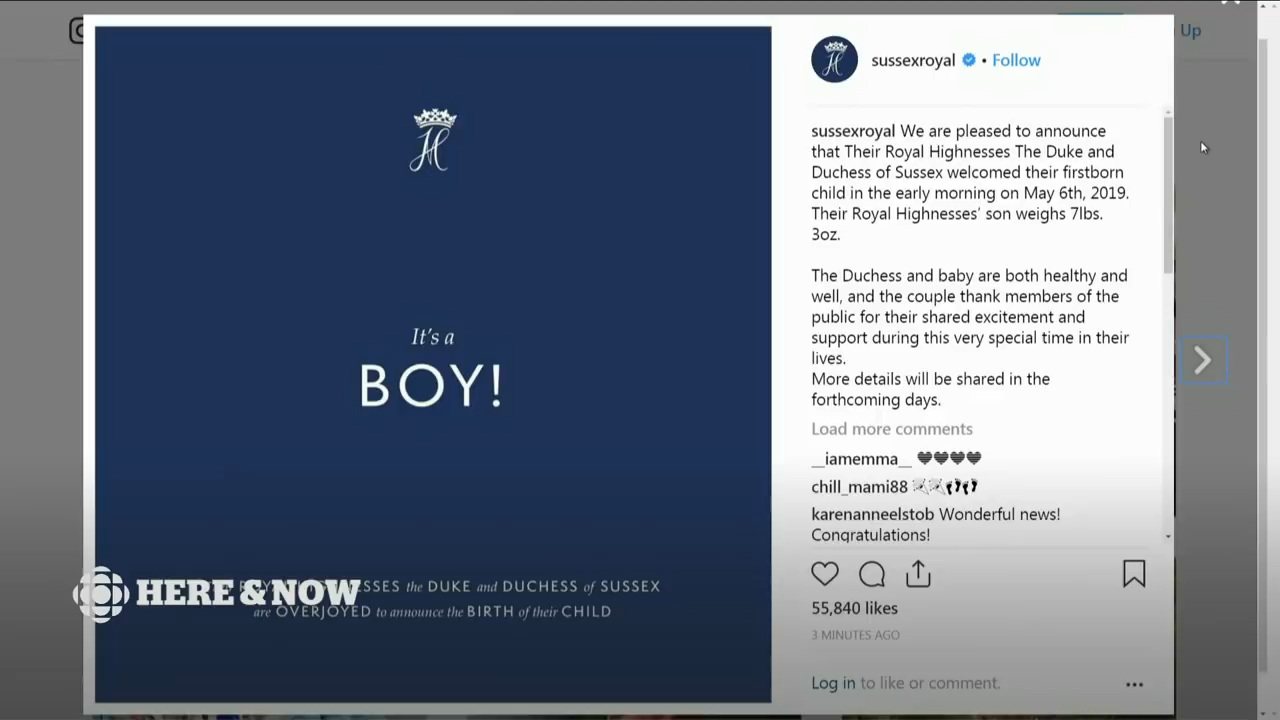 Up
sussexroyal • Follow
sussexroyal We are pleased to announce
that Their Royal Highnesses The Duke and
Duchess of Sussex welcomed their firstborn
child in the early morning on May 6th, 2019.
Their Royal Highnesses' son weighs 7lbs.
3oz.
The Duchess and baby are both healthy and
well, and the couple thank members of the
public for their shared excitement and
support during this very special time in their
lives.
More details will be shared in the
forthcoming days.
Load more comments
__iamemma__ 🖤🖤🖤🖤
chill_mami88
karenanneelstob Wonderful news!
Congratulations!
55,840 likes
3 MINUTES AGO
Log in to like or comment.
H
It's a
BOY!
the DUKE and DUCHESS of SUSSEX
are OVERJOYED to announce the BIRTH of their CHILD
HERE & NOW